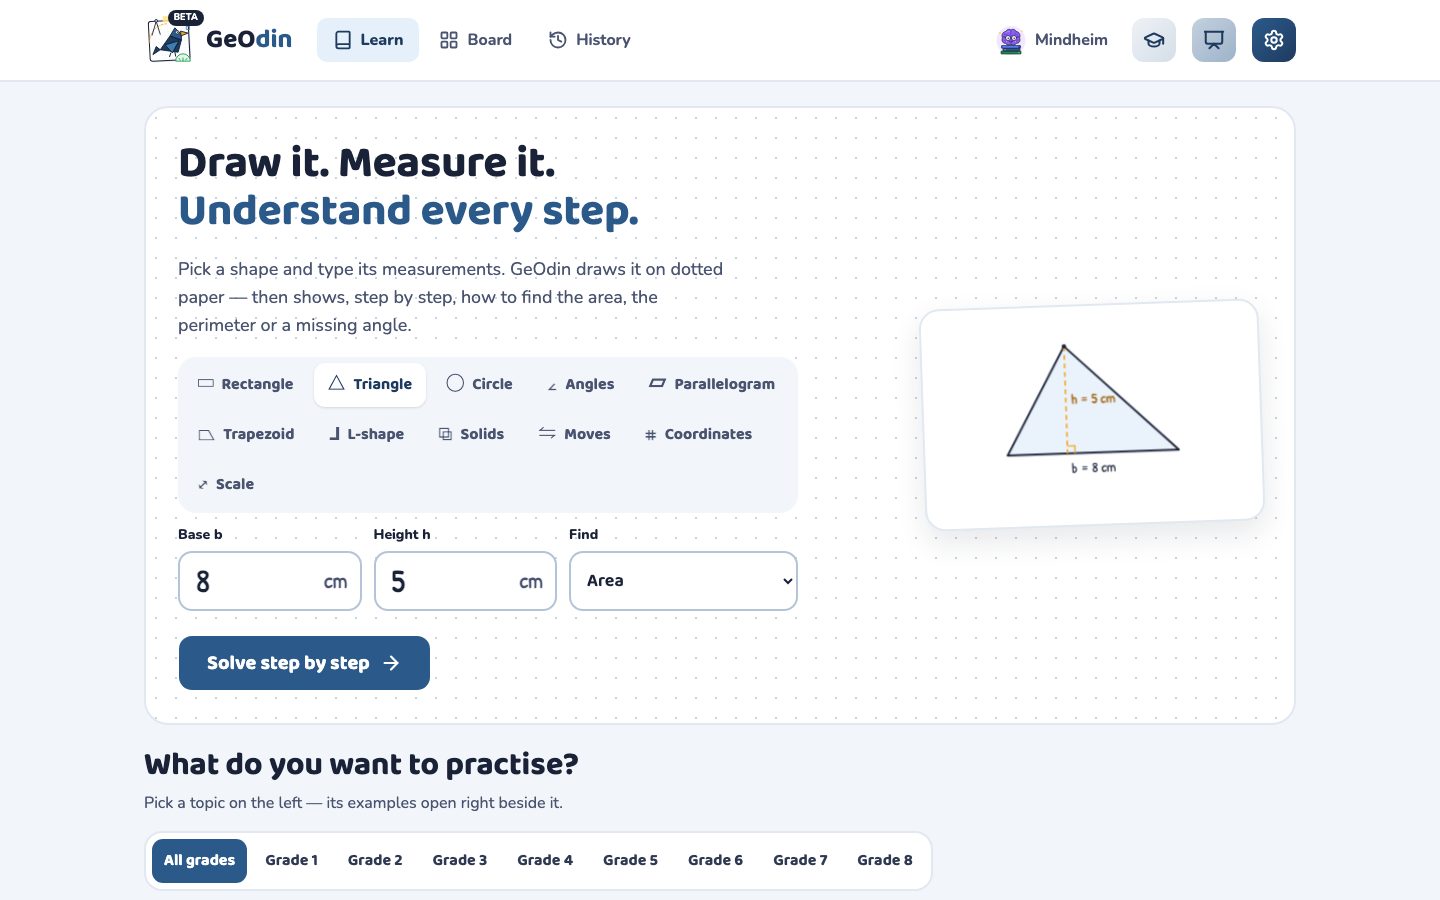 BETA
GeOdin
Learn
Board
History
Mindheim
Draw it. Measure it.
Understand every step.
Pick a shape and type its measurements. GeOdin draws it on dotted
paper — then shows, step by step, how to find the area, the
perimeter or a missing angle.
Rectangle
Triangle
Circle
Angles
Parallelogram
Trapezoid
L-shape
Solids
Moves
Coordinates
Scale
h = 5 cm
b = 8 cm
Base b
Height h
Find
8 cm
5 cm
Area
Solve step by step →
What do you want to practise?
Pick a topic on the left — its examples open right beside it.
All grades
Grade 1
Grade 2
Grade 3
Grade 4
Grade 5
Grade 6
Grade 7
Grade 8